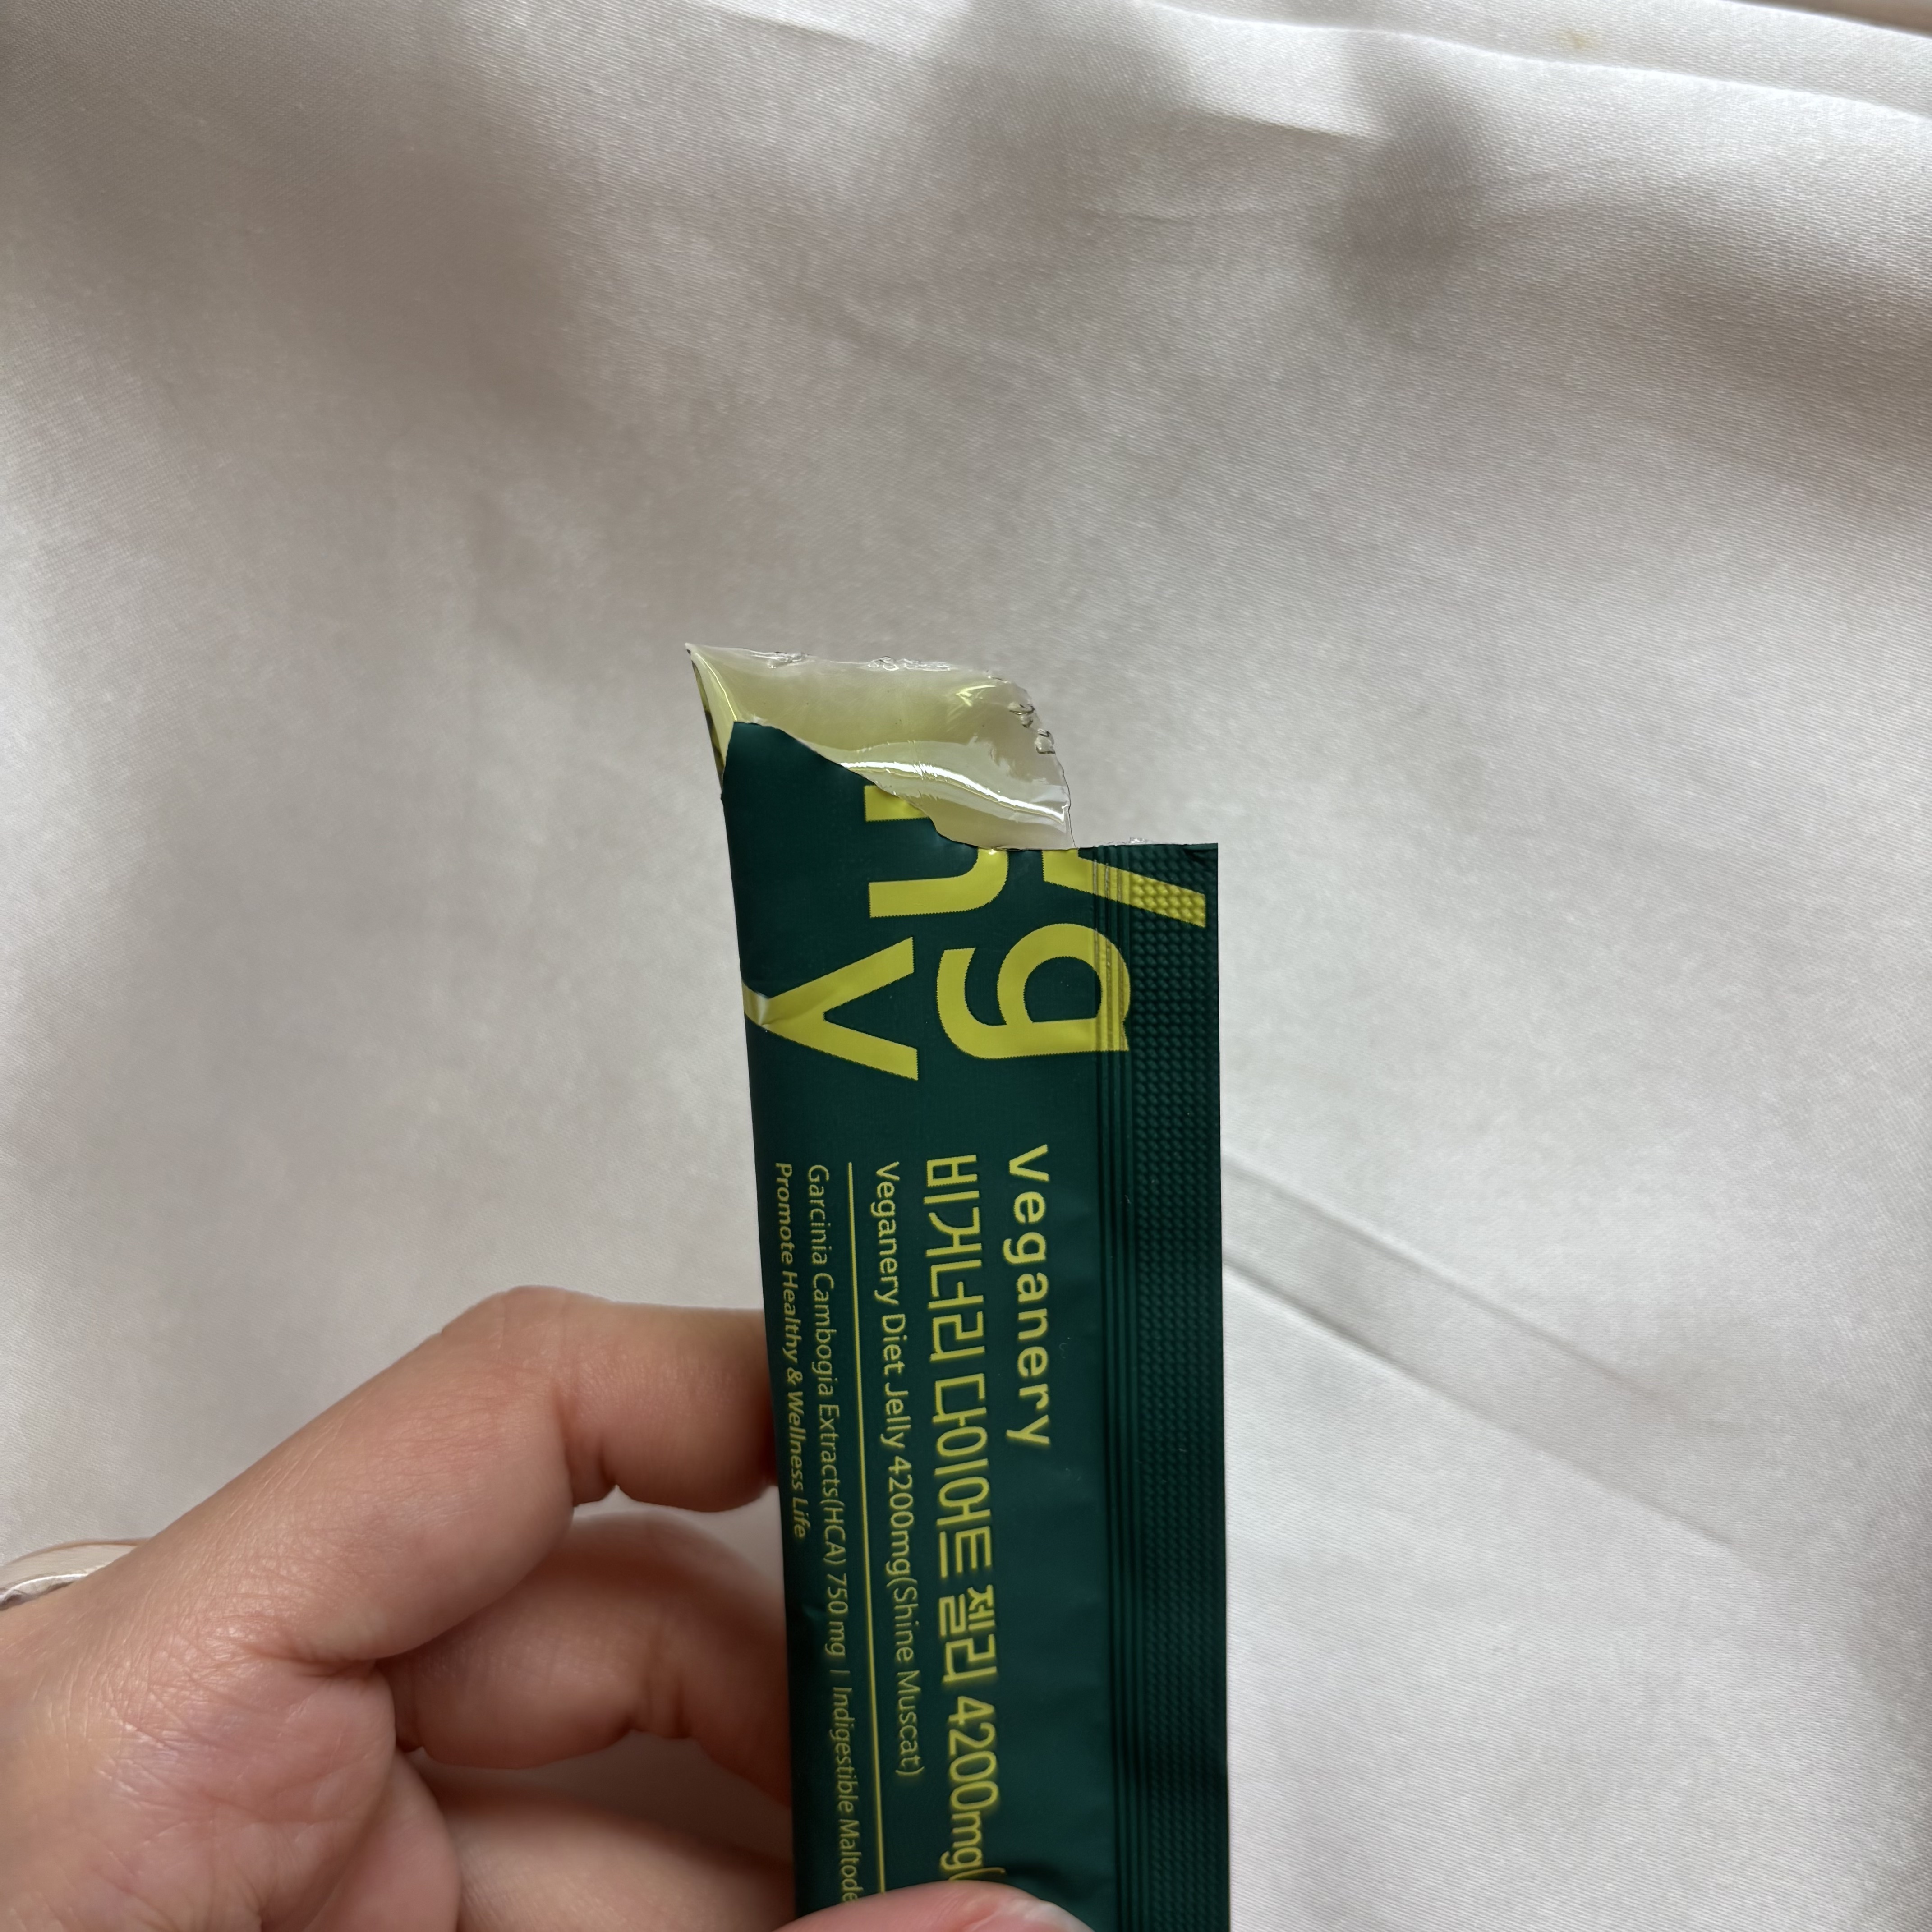 g
hy
veganery
비거너리 다이어트 젤리 4200mg
Veganery Diet Jelly 4200mg(Shine Muscat)
Garcinia Cambogia Extracts(HCA) 750 mg | Indigestible
Promote Healthy & Wellness Life